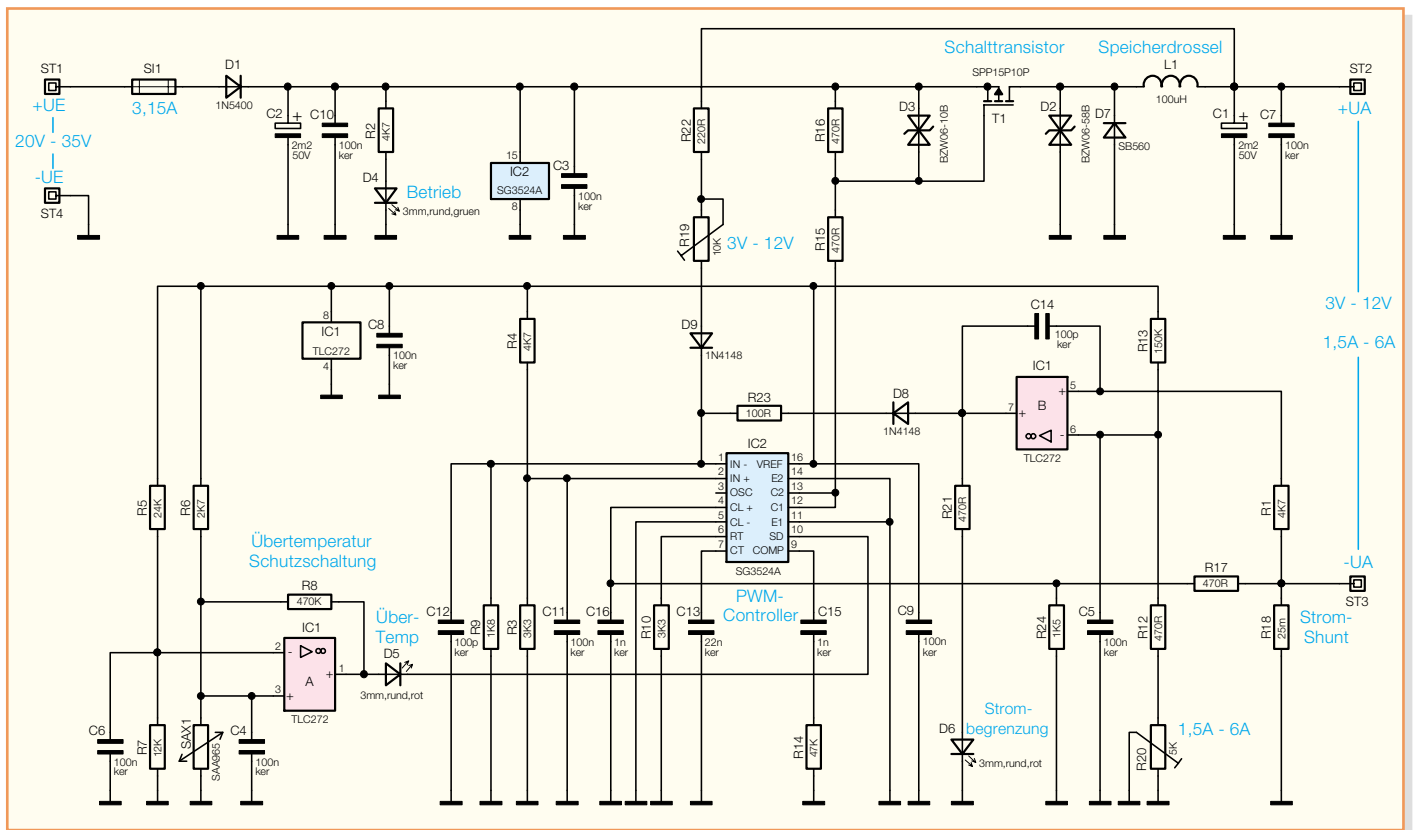 Schalttransistor
Speicherdrossel
ST1
SI1
D1
SPP15P10P
L1
ST2
+UE
3,15A
1N5400
T1
100uH
+UA
20V - 35V
-UE
ST4
C2
+
2m2
50V
C10
100n
ker
R2
4K7
D4
Betrieb
3mm,rund,gruen
15
IC2
SG3524A
8
C3
100n
ker
R22
220R
R16
470R
D3
BZW06-10B
D2
BZW06-58B
D7
SB560
C1
+
2m2
50V
C7
100n
ker
R19
10K
3V - 12V
R15
470R
8
IC1
TLC272
4
C8
100n
ker
R4
4K7
D9
1N4148
C14
100p
ker
R13
150K
3V - 12V
1,5A - 6A
R23
100R
D8
1N4148
IC1
7
+
B
∞
+
5
-
6
TLC272
R5
24K
R6
2K7
IC2
1
IN -
VREF
16
2
IN +
E2
14
3
OSC
C2
13
4
CL +
C1
12
5
CL -
E1
11
6
RT
SD
10
7
CT
COMP
9
SG3524A
PWM-
Controller
R21
470R
R1
4K7
Übertemperatur
Schutzschaltung
R8
470K
R17
470R
-UA
ST3
Über-
Temp
D5
3mm,rund,rot
IC1
2
-
∞
A
+
1
3
+
TLC272
C12
100p
ker
R9
1K8
R3
3K3
C11
100n
ker
C16
1n
ker
R10
3K3
C13
22n
ker
C15
1n
ker
C9
100n
ker
R24
1K5
C5
100n
ker
R12
470R
R18
25m
Strom-
Shunt
C6
100n
ker
R7
12K
SAX1
SAA965
C4
100n
ker
R14
47K
D6
Strom-
begrenzung
3mm,rund,rot
1,5A - 6A
R20
5K